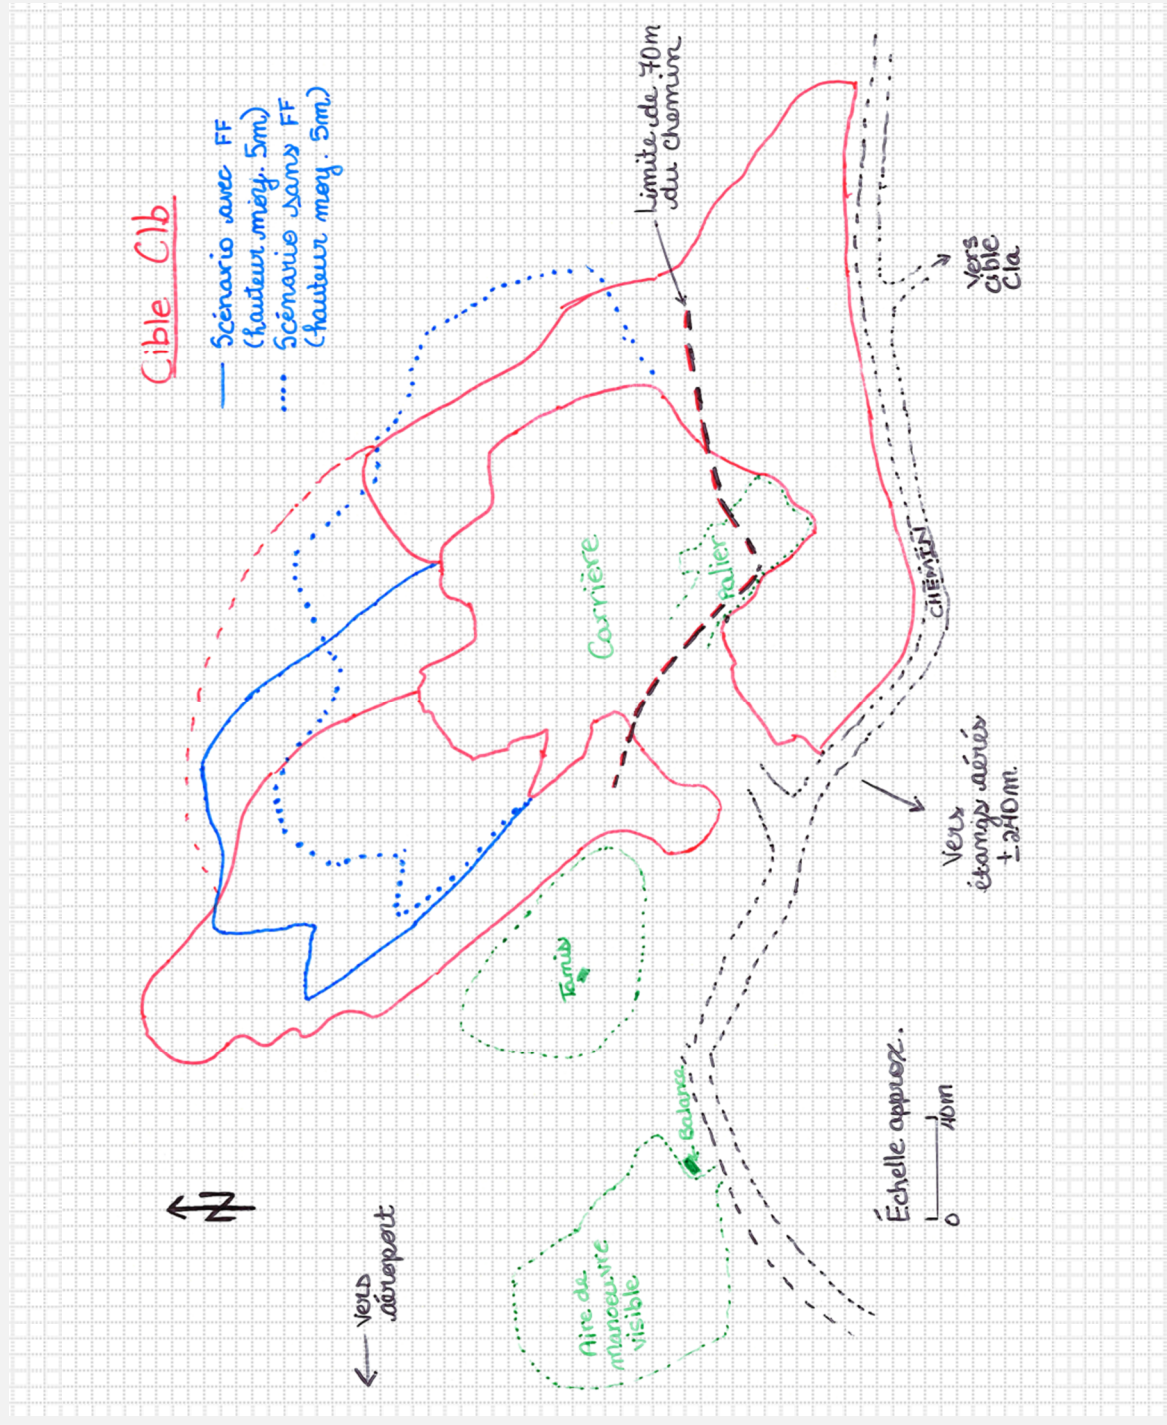 Cible C1b
Scénario avec FF
(hauteur moy. 5m)
Scénario sans FF
(hauteur moy. 5m)
Limite de 70m
du chemin
Vers
cible
C1a
Carrière
Palier
CHEMIN
Vers
étangs aérés
± 240m
Tamis
Balance
Échelle approx.
0 40m
N
Vers
aéroport
Aire de
manoeuvre
visible